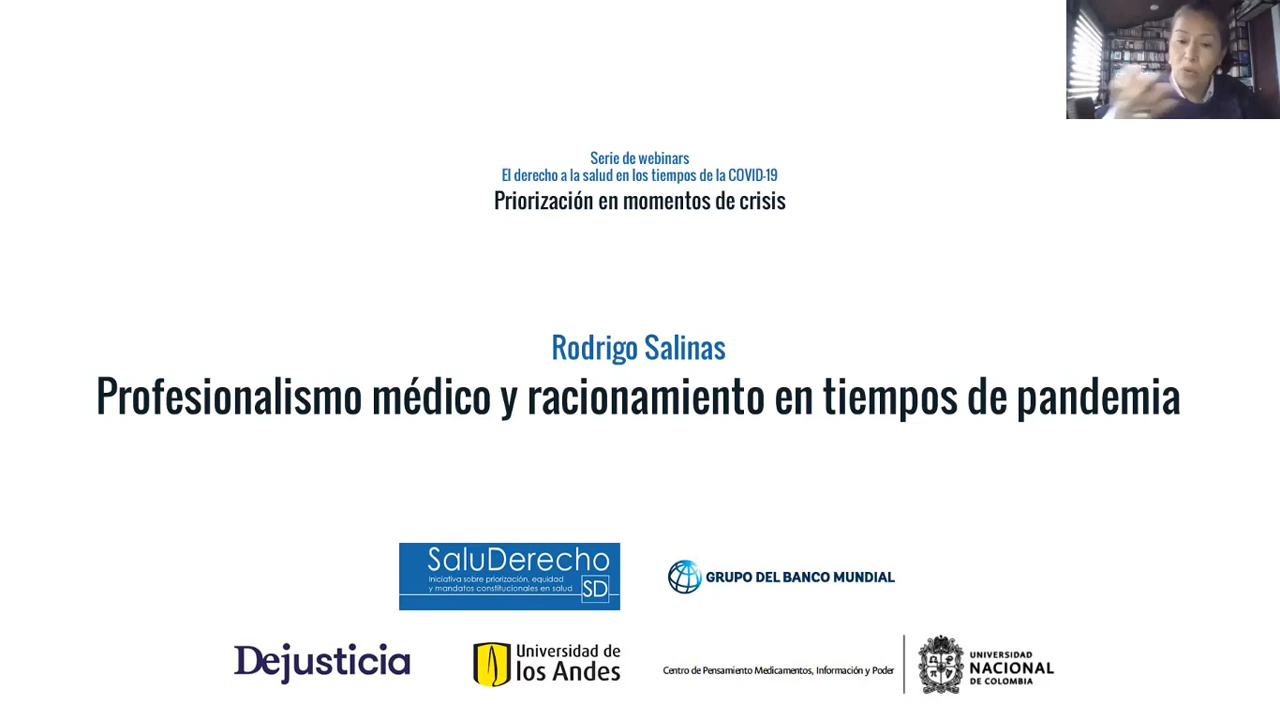 Serie de webinars
El derecho a la salud en los tiempos de la COVID-19
Priorización en momentos de crisis
Rodrigo Salinas
Profesionalismo médico y racionamiento en tiempos de pandemia
SaluDerecho
Iniciativa sobre priorización, equidad
y mandatos constitucionales en salud
SD
GRUPO DEL BANCO MUNDIAL
Dejusticia
Universidad de
los Andes
Centro de Pensamiento Medicamentos, Información y Poder
UNIVERSIDAD
NACIONAL
DE COLOMBIA